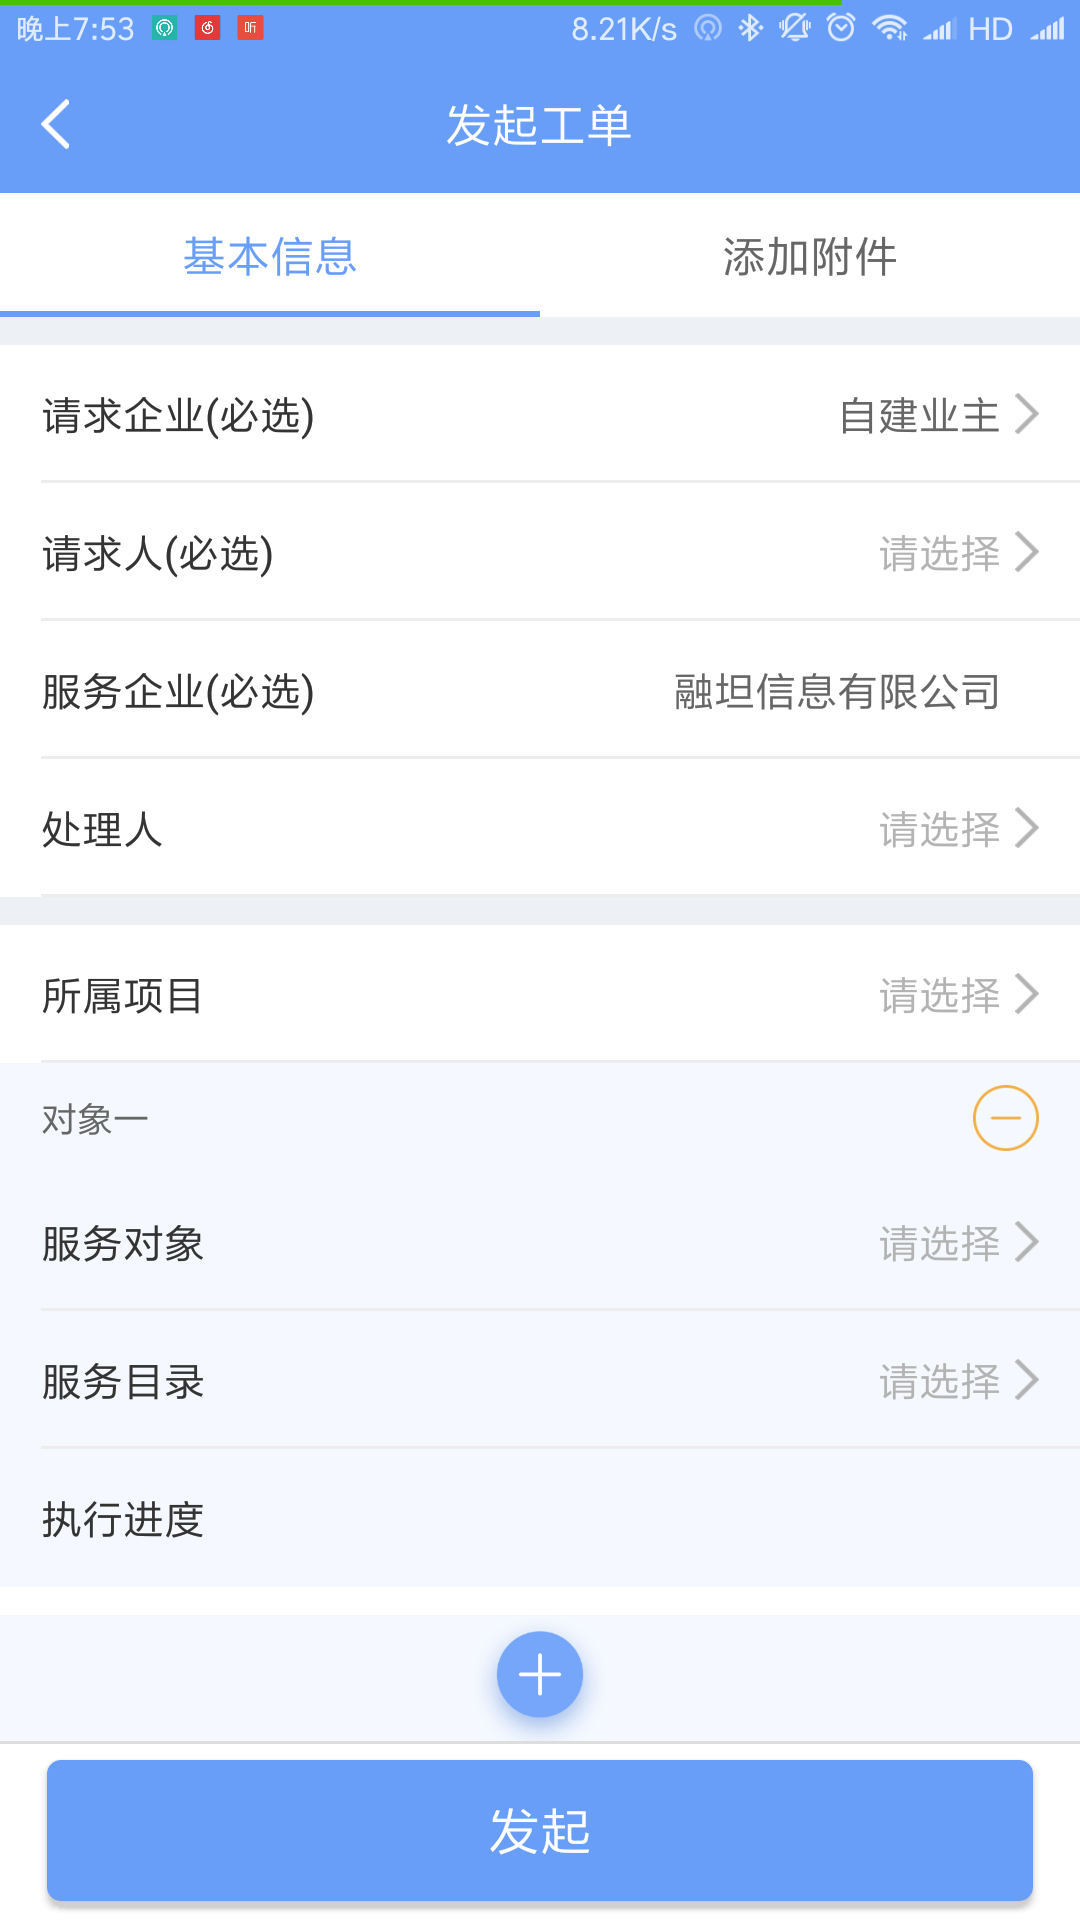 晚上7:53 听 8.21K/s HD
发起工单
基本信息 添加附件
请求企业(必选) 自建业主
请求人(必选) 请选择
服务企业(必选) 融坦信息有限公司
处理人 请选择
所属项目 请选择
对象一
服务对象 请选择
服务目录 请选择
执行进度
发起